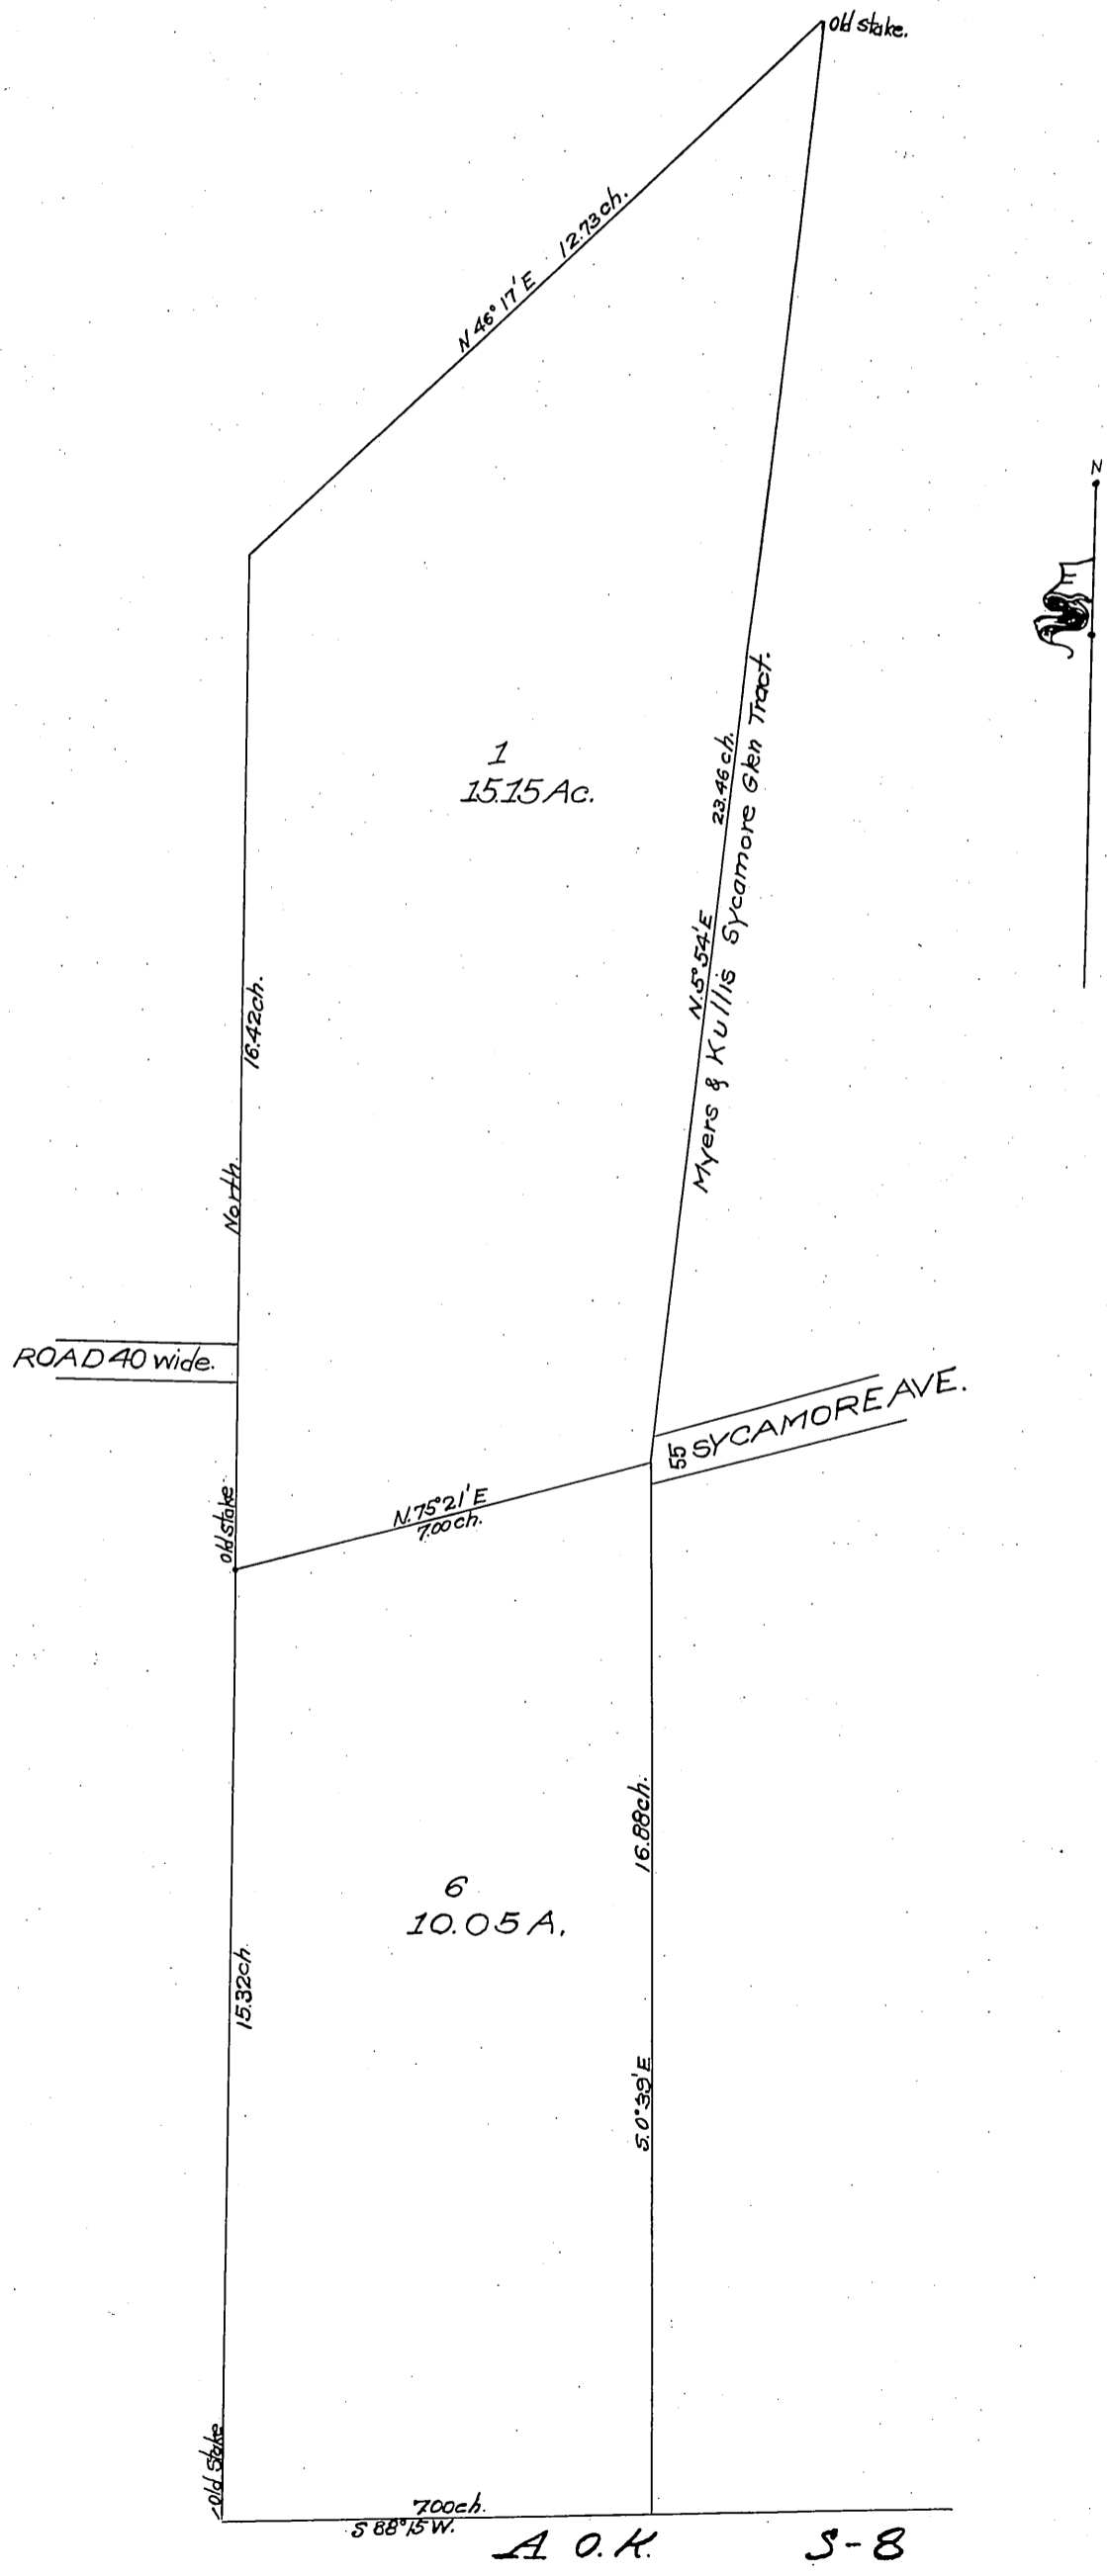 old stake.
N 46° 17' E 12.73 ch.
N
1
15.15 Ac.
23.46 ch.
N. 5° 54' E
Myers & Kullis Sycamore Glen Tract.
16.42 ch.
North.
ROAD 40 wide.
55 SYCAMORE AVE.
old stake
N. 75° 21' E
7.00 ch.
16.88 ch.
6
10.05 A.
15.32 ch.
S. 0° 39' E
old stake
7.00 ch.
S 88° 15 W.
A O.K. S-8